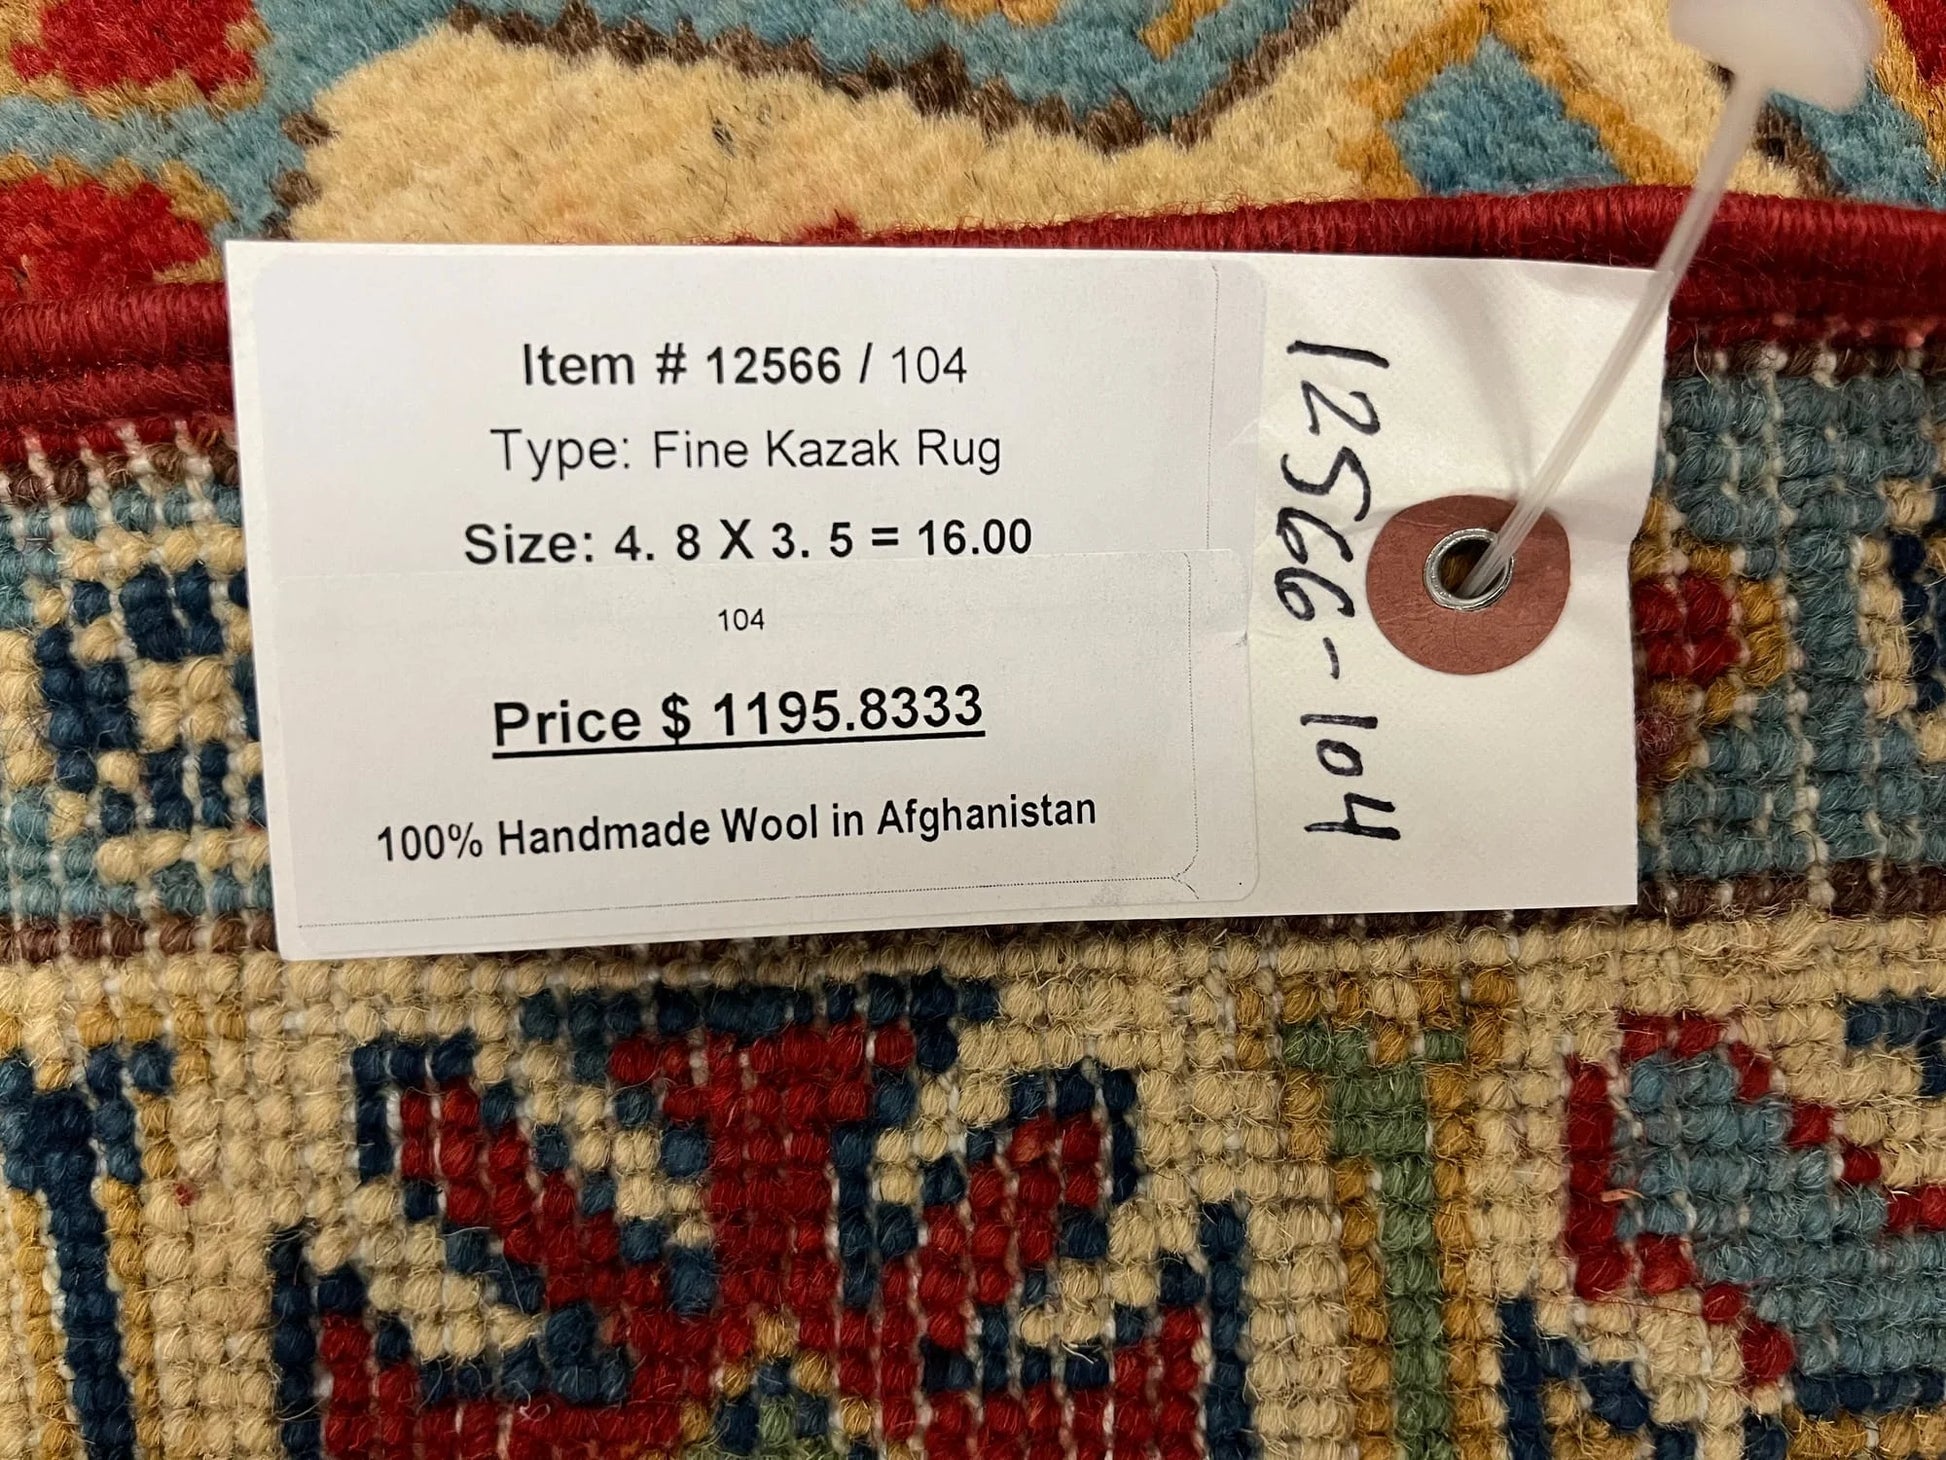 Item # 12566 / 104
Type: Fine Kazak Rug
Size: 4. 8 X 3. 5 = 16.00
104
Price $ 1195.8333
100% Handmade Wool in Afghanistan
12566-104